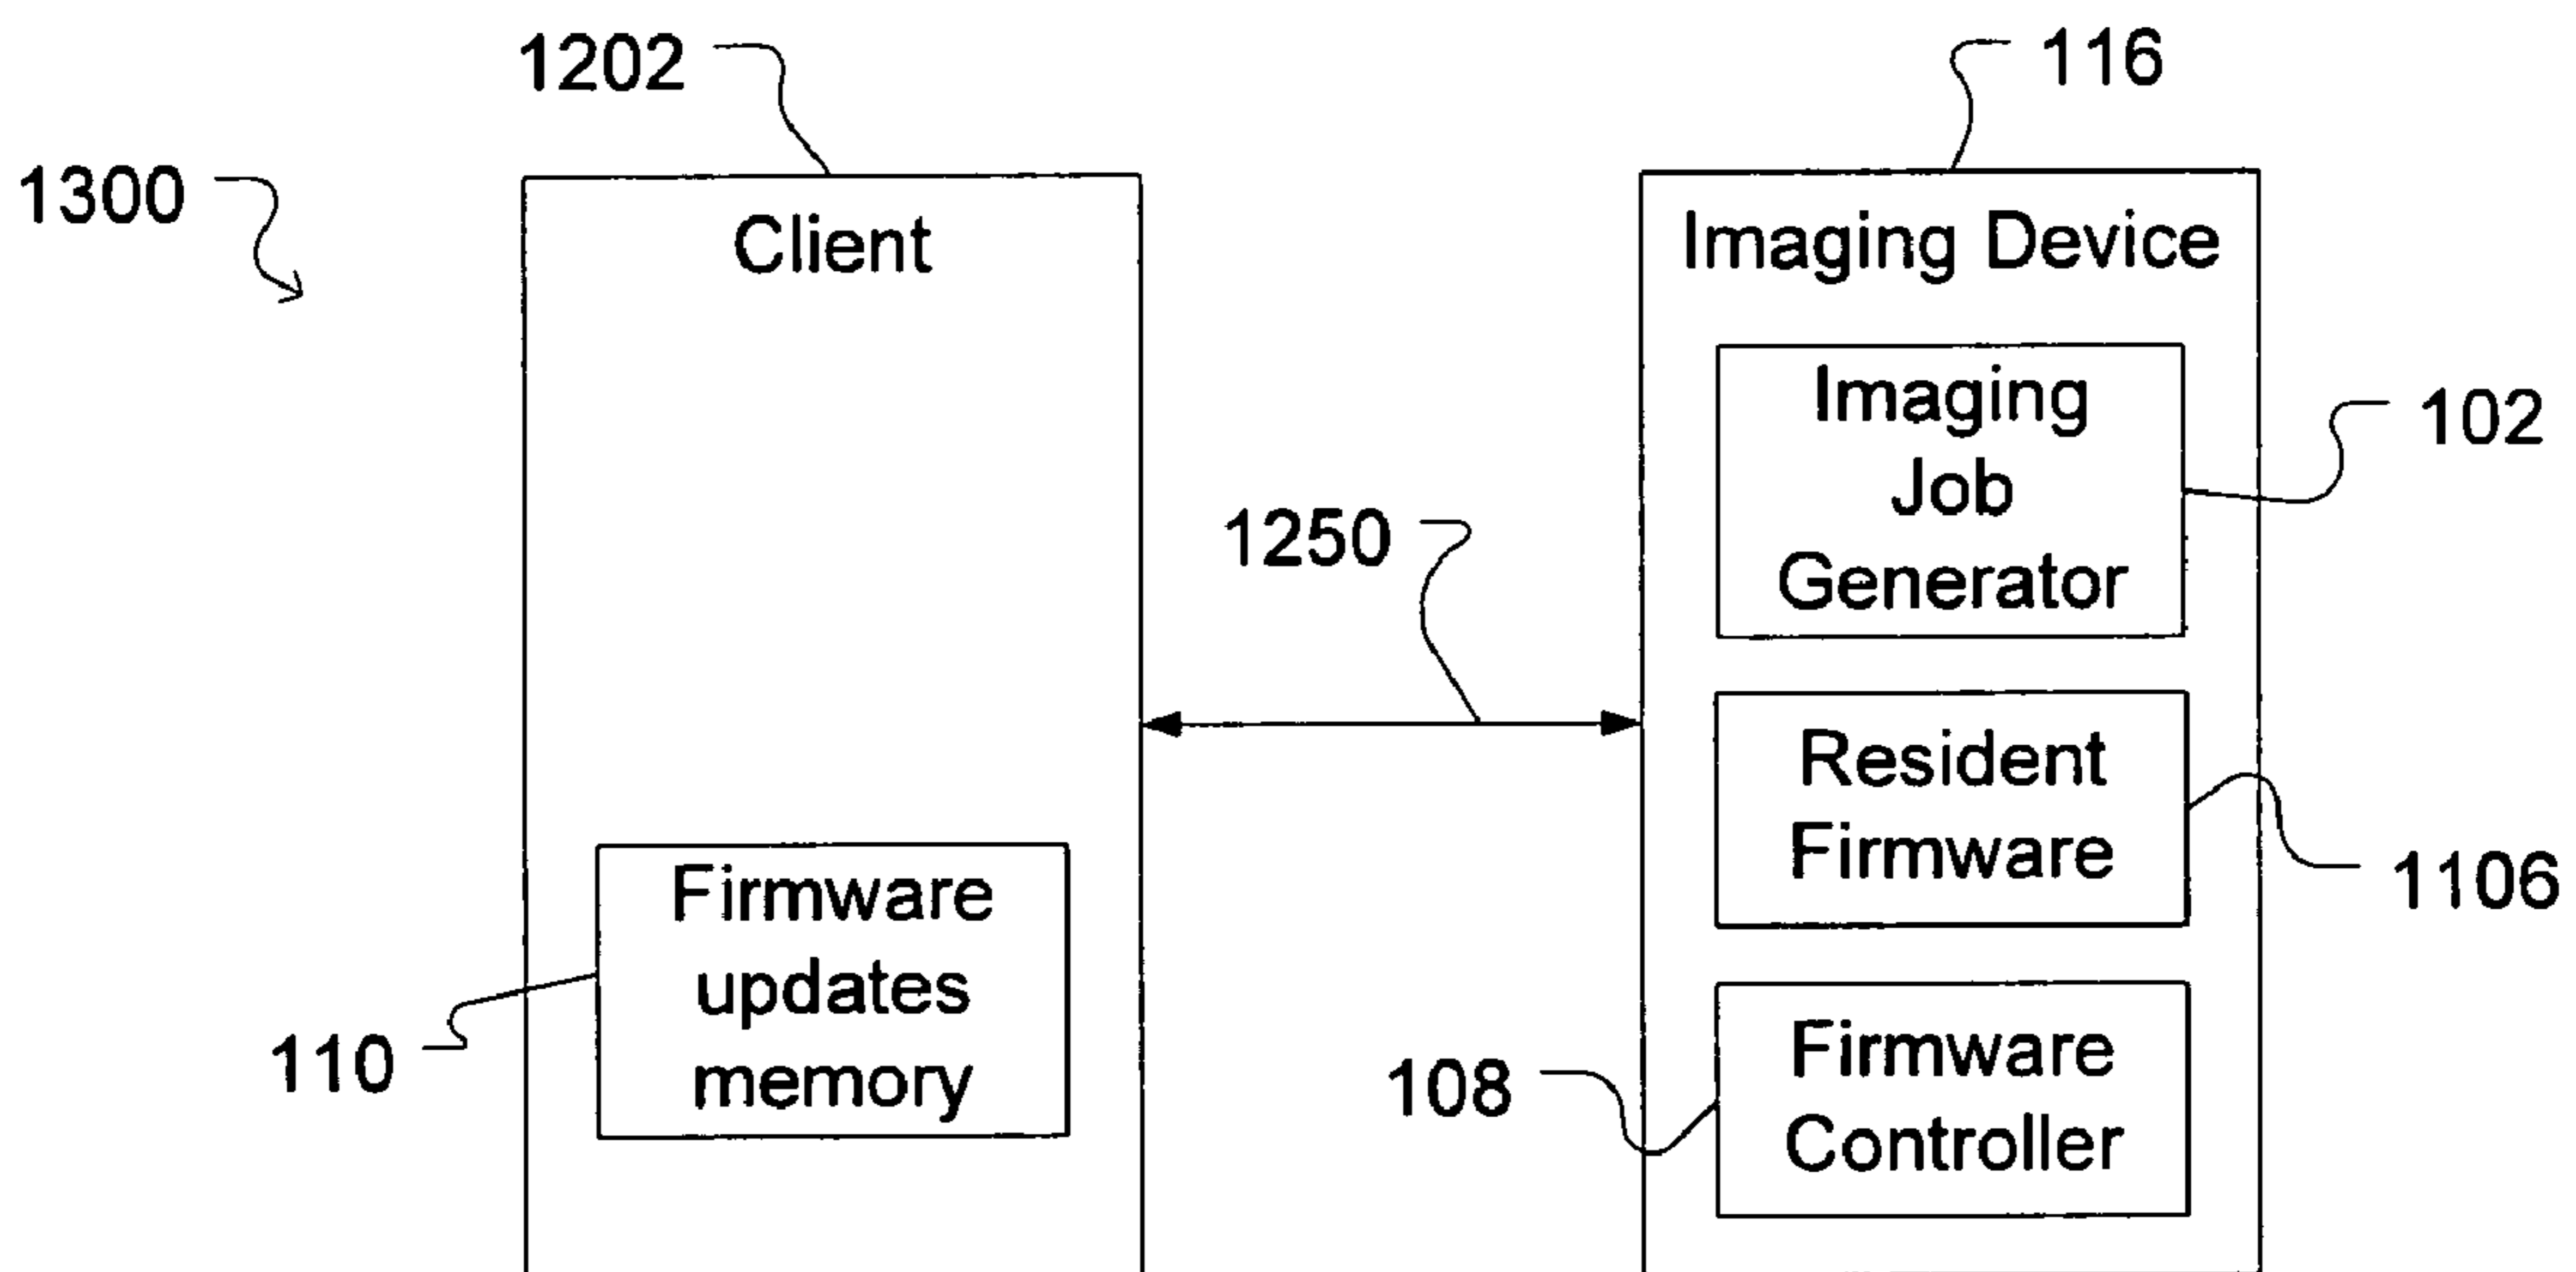 1202
116
1300
Client
Imaging Device
Imaging
Job
Generator
102
1250
Resident
Firmware
1106
Firmware
updates
memory
110
Firmware
Controller
108